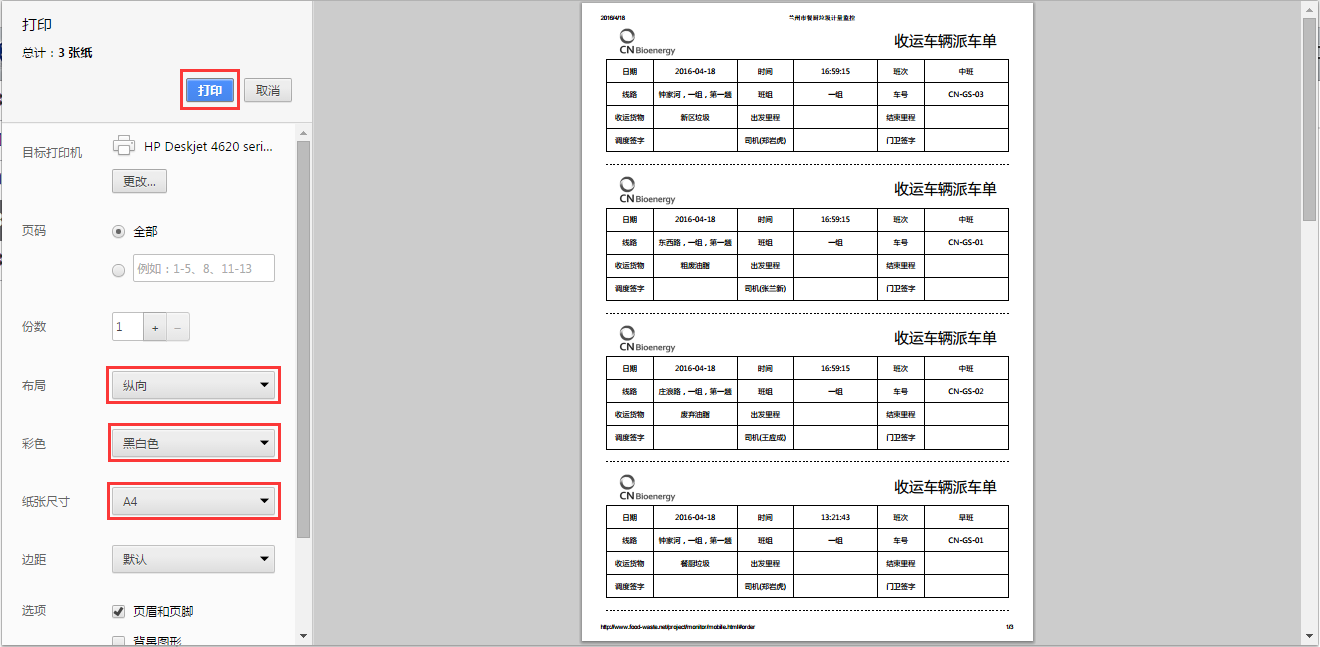 打印
总计：3 张纸
打印 取消
目标打印机 HP Deskjet 4620 seri...
更改...
页码 全部
例如：1-5、8、11-13
份数 1 + −
布局 纵向
彩色 黑白色
纸张尺寸 A4
边距 默认
选项 页眉和页脚
背景图形
2016/4/18 兰州市餐厨垃圾计量监控
CN Bioenergy 收运车辆派车单
日期 2016-04-18 时间 16:59:15 班次 中班
线路 钟家河，一组，第一趟 班组 一组 车号 CN-GS-03
收运货物 新区垃圾 出发里程 结束里程
调度签字 司机(郑岩虎) 门卫签字
CN Bioenergy 收运车辆派车单
日期 2016-04-18 时间 16:59:15 班次 中班
线路 东西路，一组，第一趟 班组 一组 车号 CN-GS-01
收运货物 粗废油脂 出发里程 结束里程
调度签字 司机(张兰新) 门卫签字
CN Bioenergy 收运车辆派车单
日期 2016-04-18 时间 16:59:15 班次 中班
线路 庄浪路，一组，第一趟 班组 一组 车号 CN-GS-02
收运货物 废弃油脂 出发里程 结束里程
调度签字 司机(王应成) 门卫签字
CN Bioenergy 收运车辆派车单
日期 2016-04-18 时间 13:21:43 班次 早班
线路 钟家河，一组，第一趟 班组 一组 车号 CN-GS-01
收运货物 餐厨垃圾 出发里程 结束里程
调度签字 司机(郑岩虎) 门卫签字
http://www.food-waste.net/project/monitor/mobile.html#order 1/3